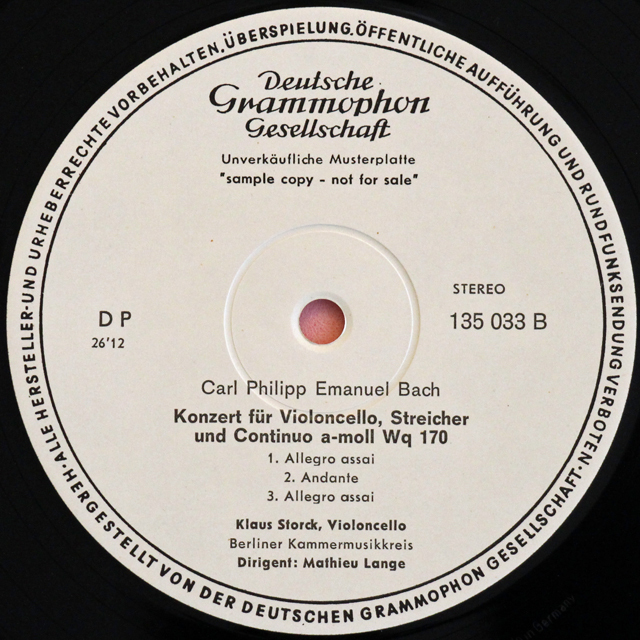 ALLE HERSTELLER-UND URHEBERRECHTE VORBEHALTEN. ÜBERSPIELUNG. ÖFFENTLICHE AUFFÜHRUNG UND RUNDFUNKSENDUNG VERBOTEN · HERGESTELLT VON DER DEUTSCHEN GRAMMOPHON GESELLSCHAFT ·
Deutsche
Grammophon
Gesellschaft
Unverkäufliche Musterplatte
"sample copy - not for sale"
STEREO
DP
135 033 B
26'12
Carl Philipp Emanuel Bach
Konzert für Violoncello, Streicher
und Continuo a-moll Wq 170
1. Allegro assai
2. Andante
3. Allegro assai
Klaus Storck, Violoncello
Berliner Kammermusikkreis
Dirigent: Mathieu Lange